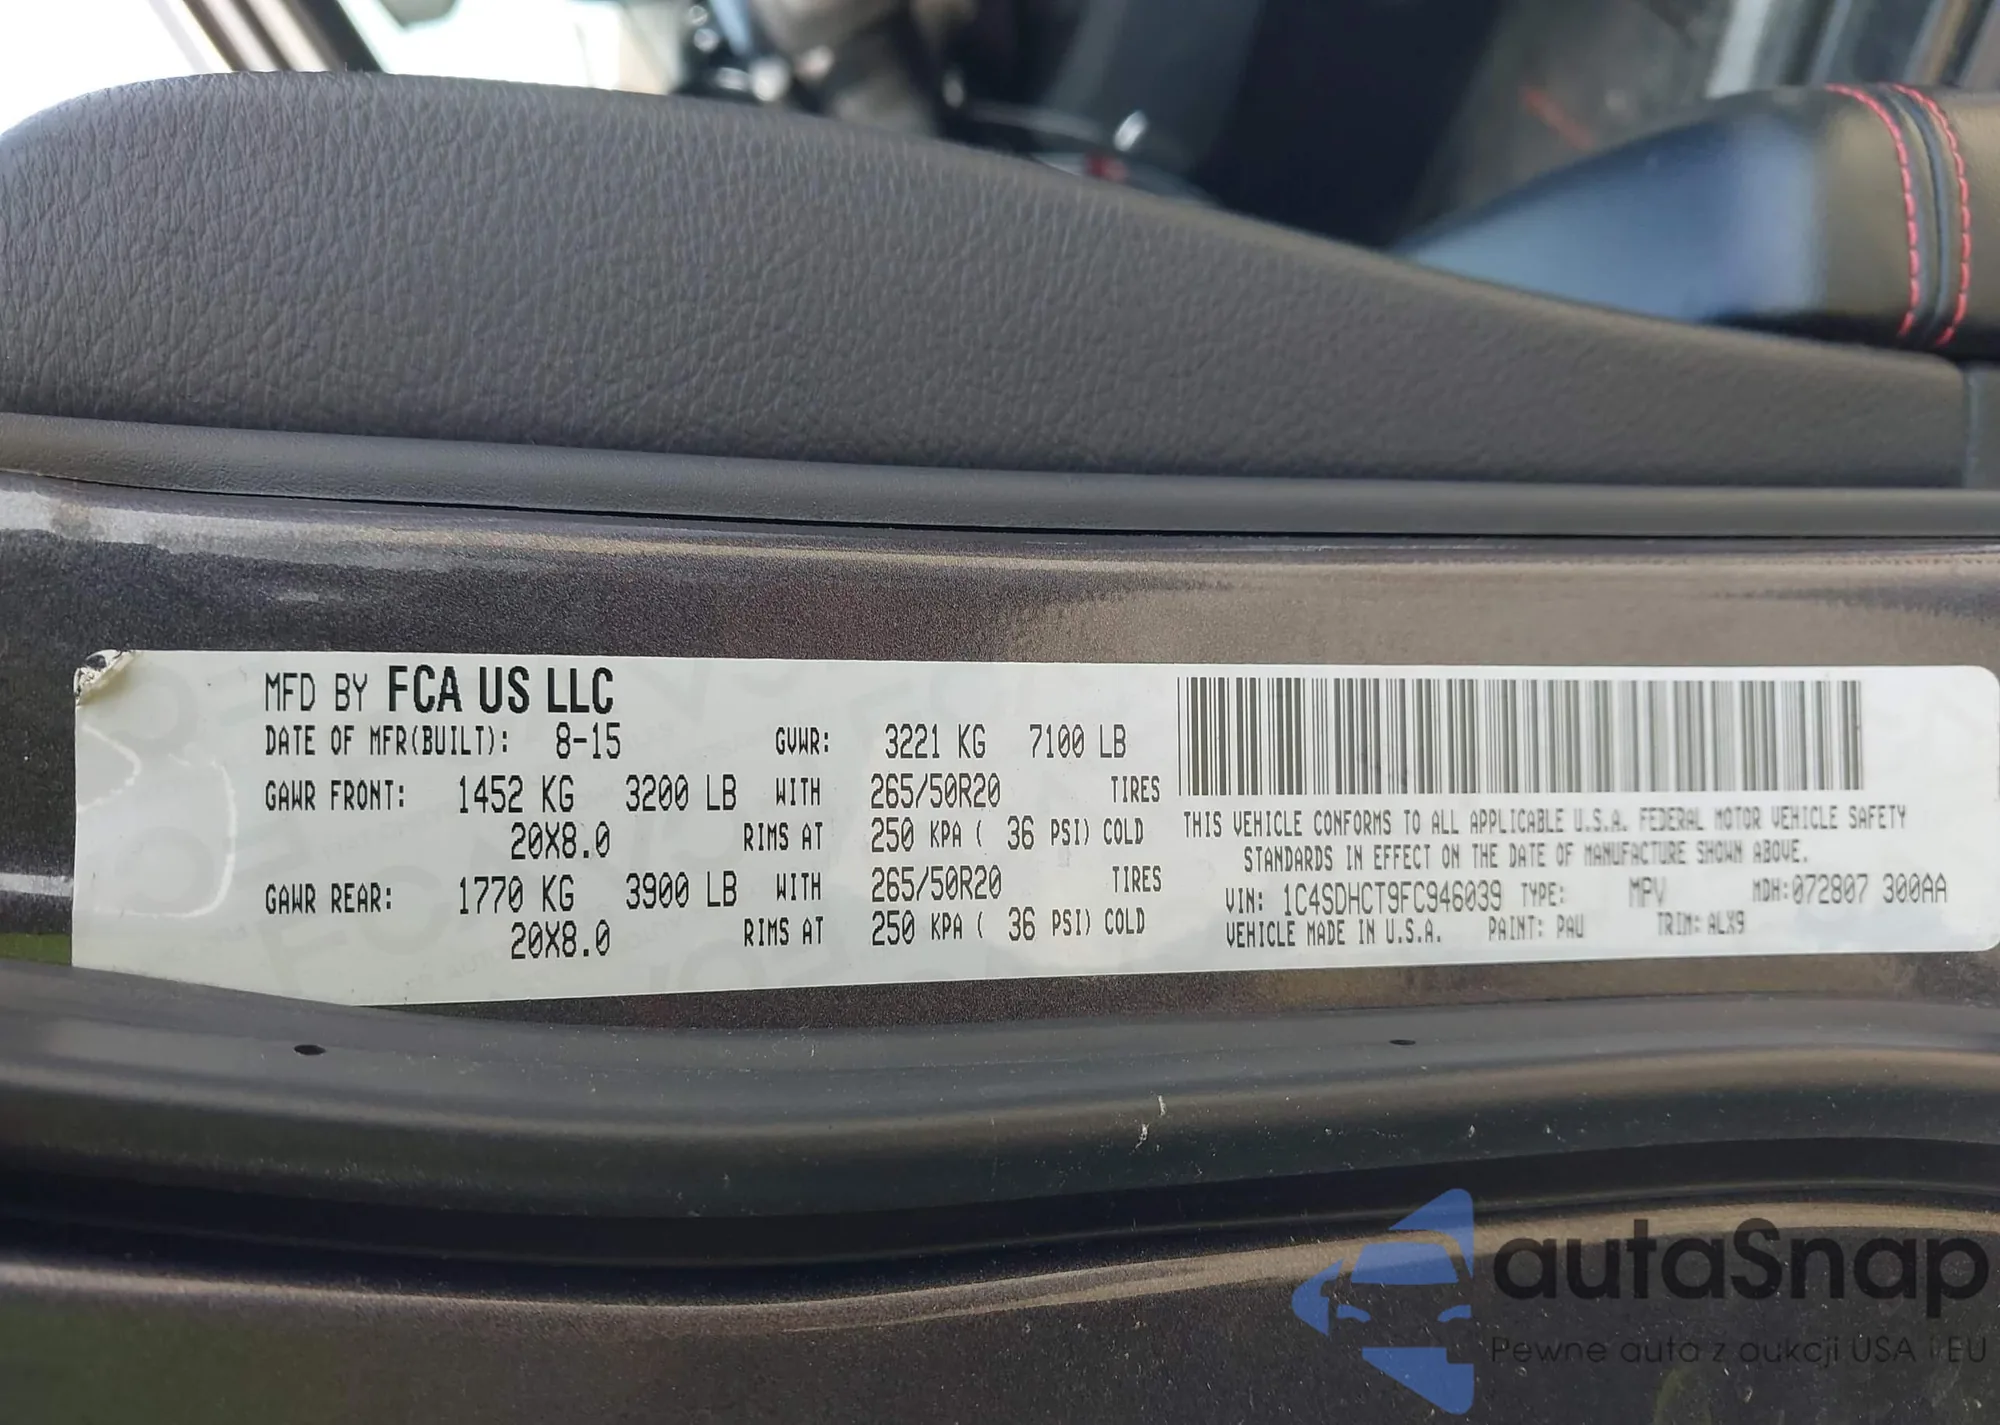 MFD BY FCA US LLC
DATE OF MFR(BUILT): 8-15 GVWR: 3221 KG 7100 LB
GAWR FRONT: 1452 KG 3200 LB WITH 265/50R20 TIRES
20X8.0 RIMS AT 250 KPA ( 36 PSI) COLD
GAWR REAR: 1770 KG 3900 LB WITH 265/50R20 TIRES
20X8.0 RIMS AT 250 KPA ( 36 PSI) COLD
THIS VEHICLE CONFORMS TO ALL APPLICABLE U.S.A. FEDERAL MOTOR VEHICLE SAFETY
STANDARDS IN EFFECT ON THE DATE OF MANUFACTURE SHOWN ABOVE.
VIN: 1C4SDHCT9FC946039 TYPE: MPV MDH:072807 300AA
VEHICLE MADE IN U.S.A. PAINT: PAU TRIM: ALX9
autaSnap
Pewne auta z aukcji USA i EU